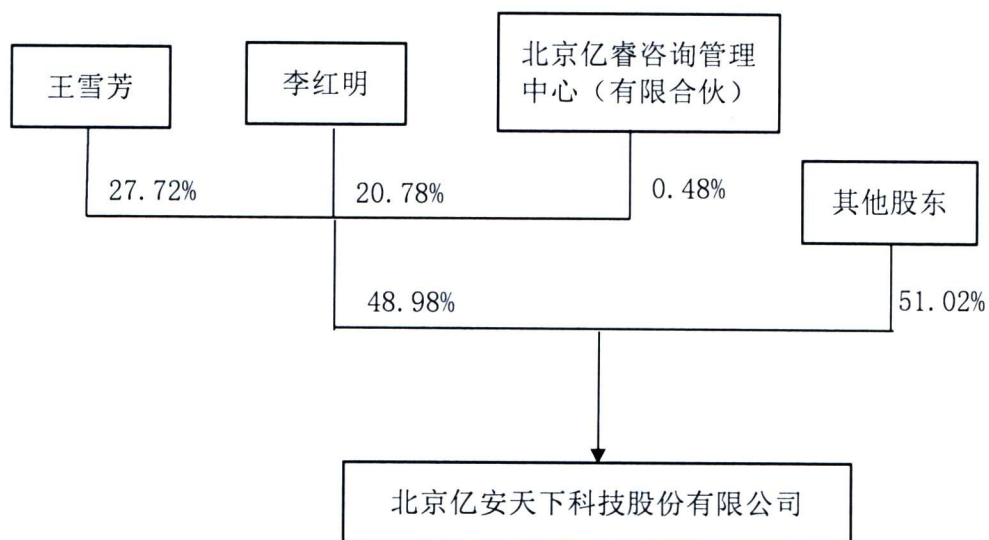 王雪芳
李红明
北京亿睿咨询管理
中心（有限合伙）
27.72%
20.78%
0.48%
其他股东
48.98%
51.02%
北京亿安天下科技股份有限公司